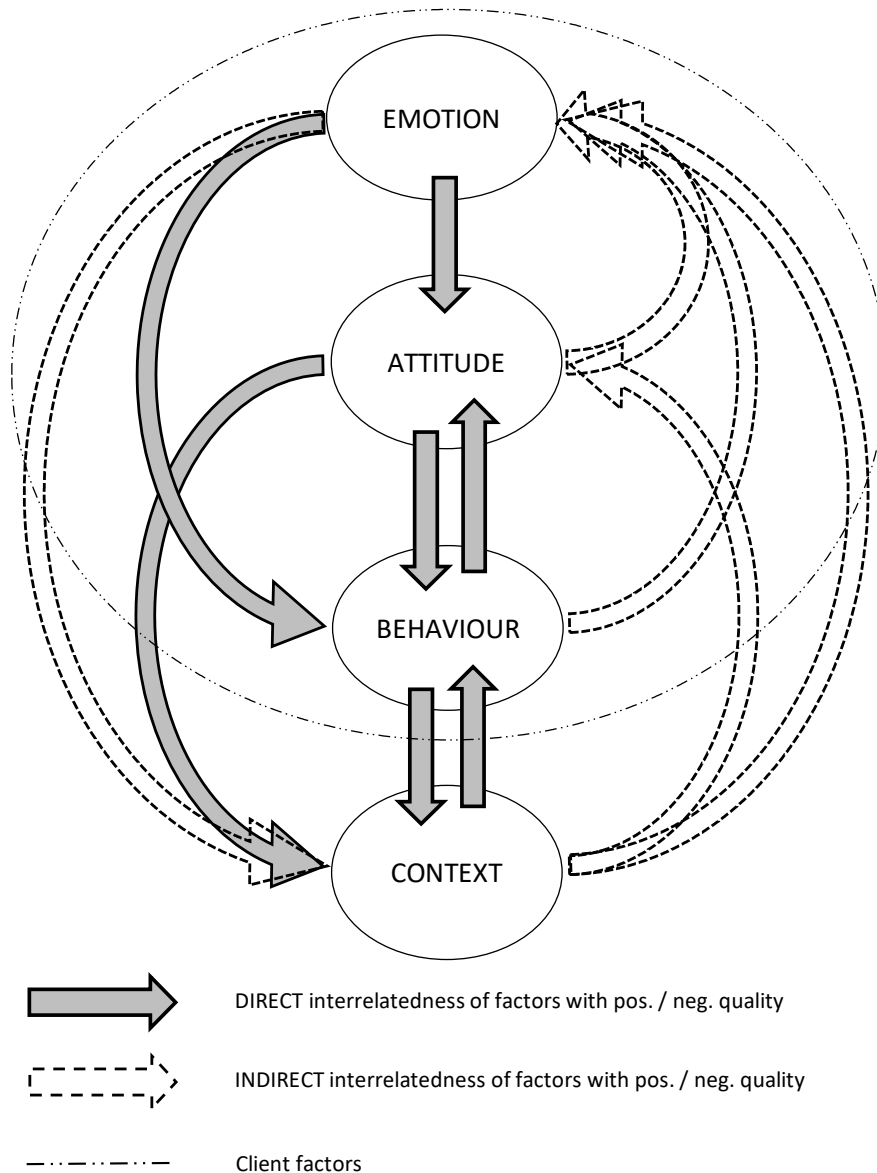 EMOTION
ATTITUDE
BEHAVIOUR
CONTEXT
DIRECT interrelatedness of factors with pos. / neg. quality
INDIRECT interrelatedness of factors with pos. / neg. quality
Client factors